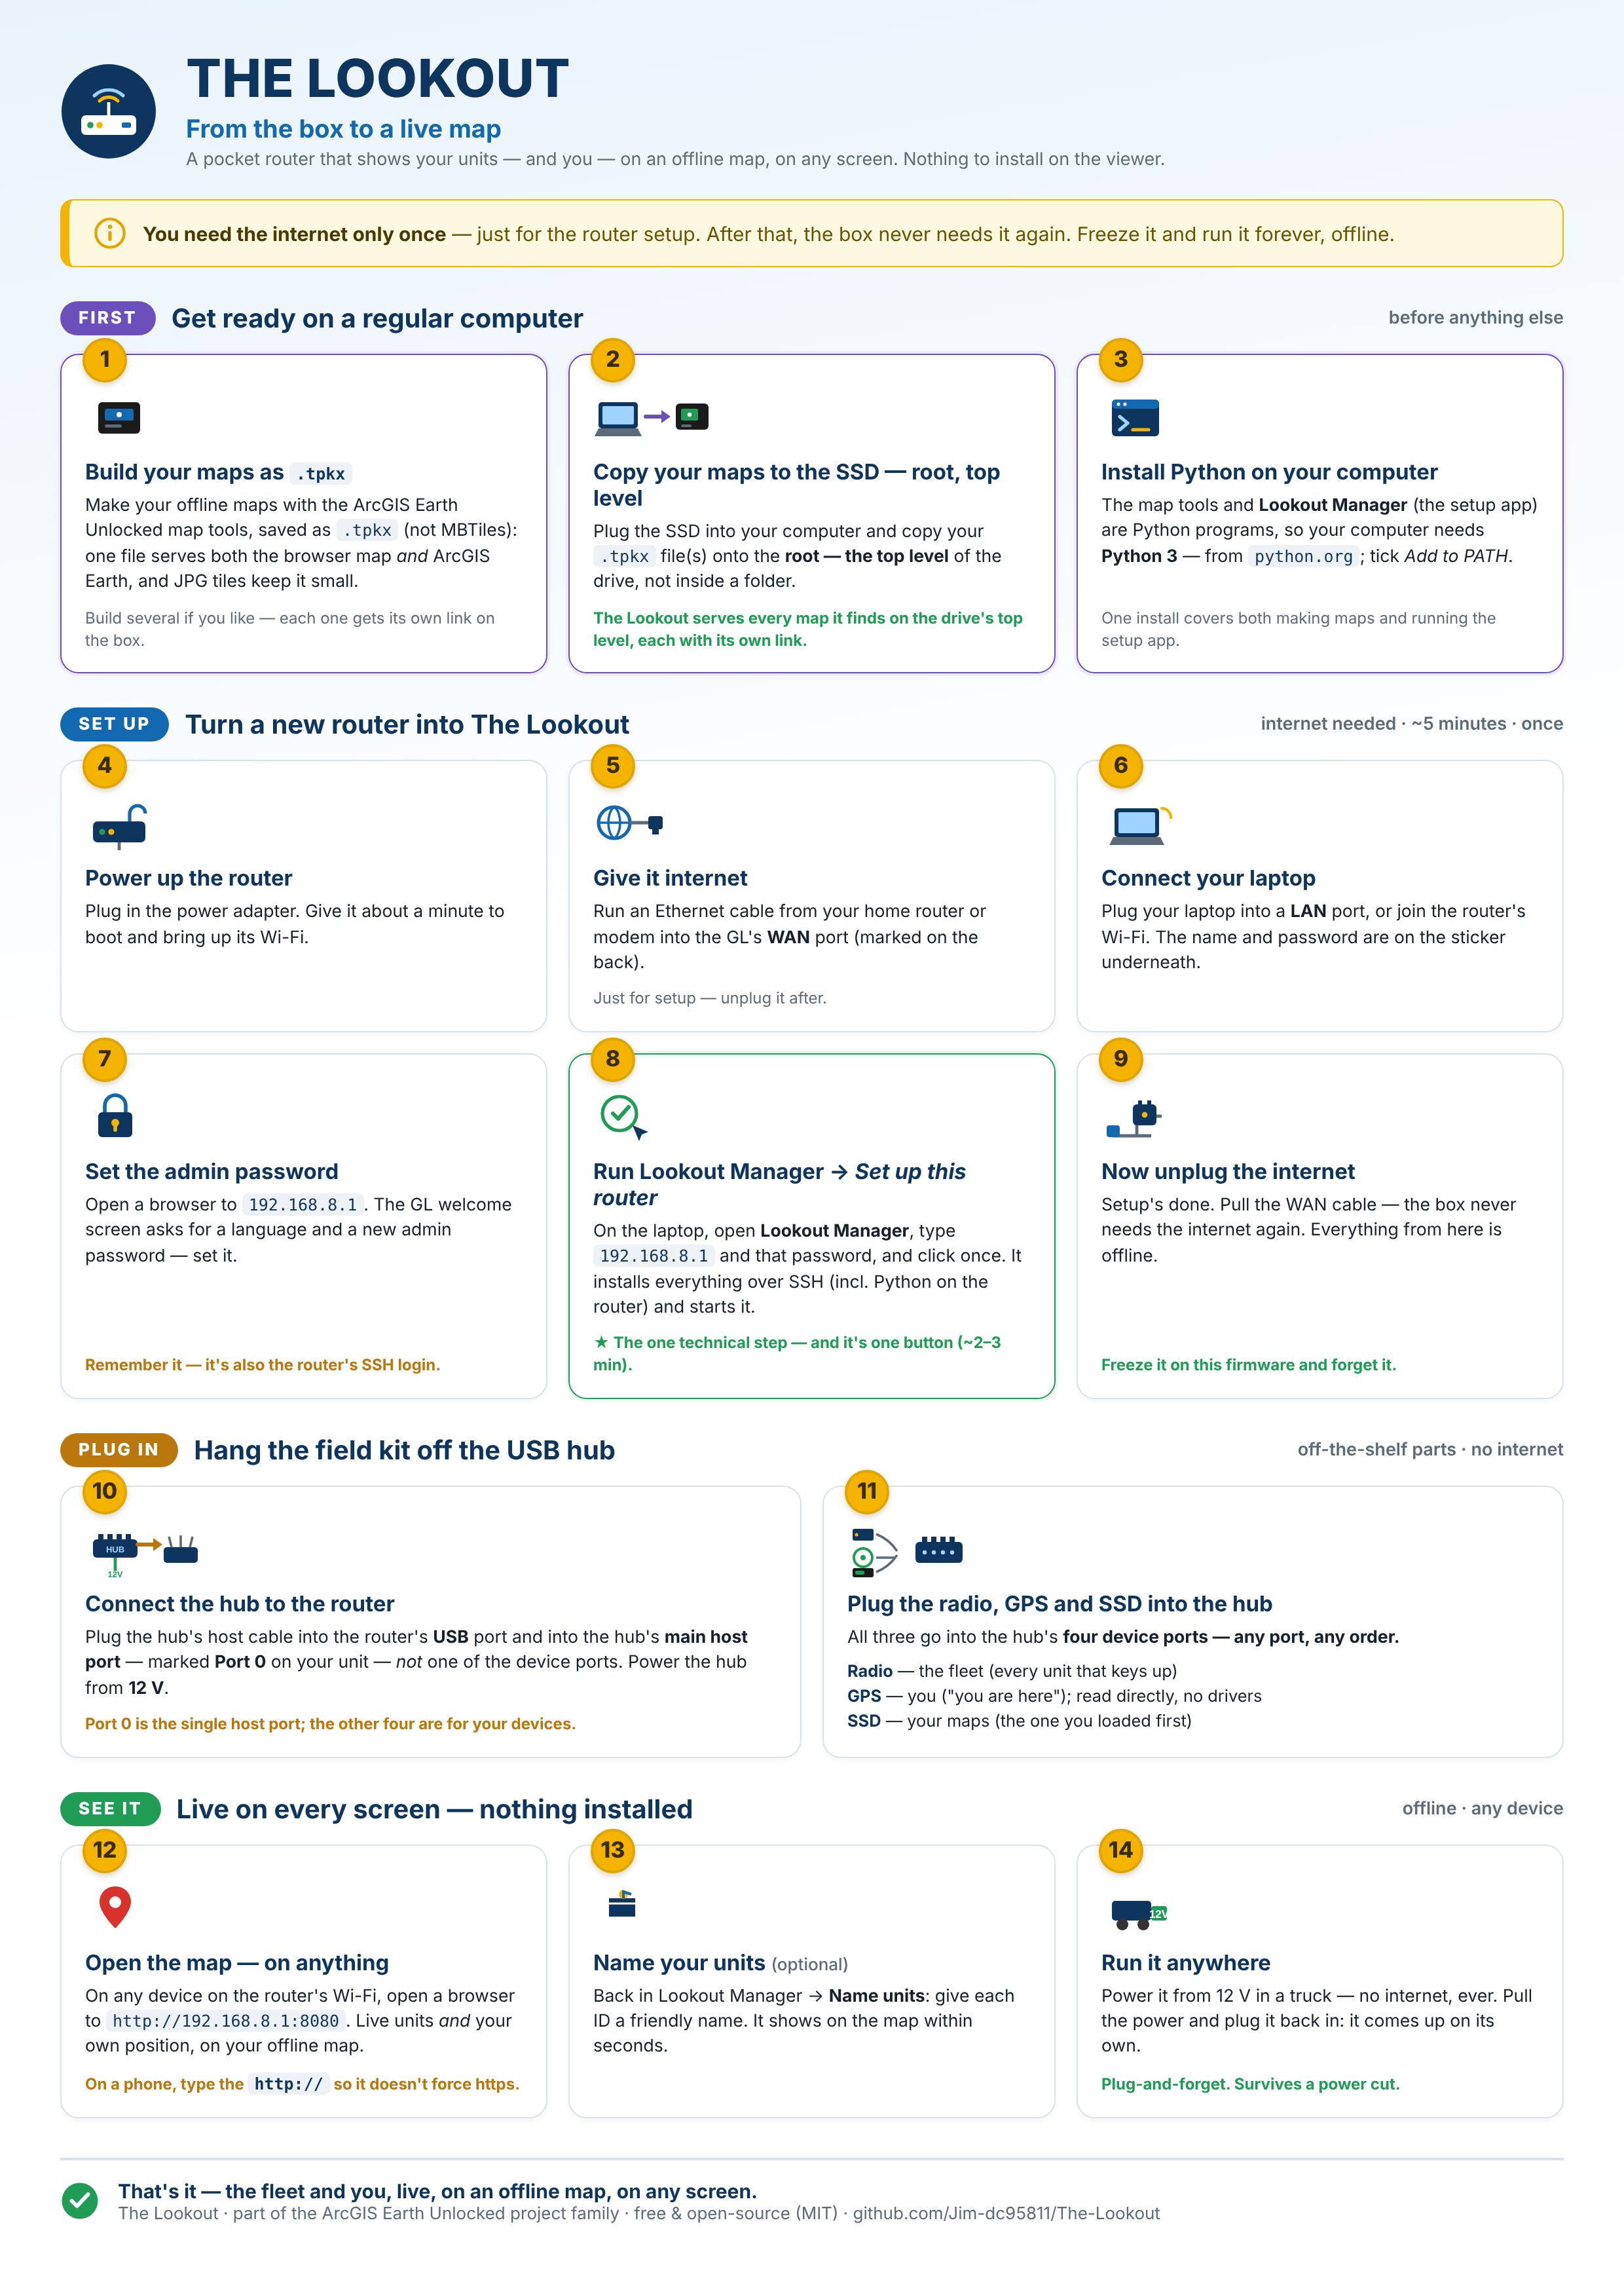 THE LOOKOUT
From the box to a live map
A pocket router that shows your units — and you — on an offline map, on any screen. Nothing to install on the viewer.
You need the internet only once — just for the router setup. After that, the box never needs it again. Freeze it and run it forever, offline.
FIRST Get ready on a regular computer before anything else
1
Build your maps as .tpkx
Make your offline maps with the ArcGIS Earth
Unlocked map tools, saved as .tpkx (not MBTiles):
one file serves both the browser map and ArcGIS
Earth, and JPG tiles keep it small.
Build several if you like — each one gets its own link on
the box.
2
Copy your maps to the SSD — root, top
level
Plug the SSD into your computer and copy your
.tpkx file(s) onto the root — the top level of the
drive, not inside a folder.
The Lookout serves every map it finds on the drive's top
level, each with its own link.
3
Install Python on your computer
The map tools and Lookout Manager (the setup app)
are Python programs, so your computer needs
Python 3 — from python.org; tick Add to PATH.
One install covers both making maps and running the
setup app.
SET UP Turn a new router into The Lookout internet needed · ~5 minutes · once
4
Power up the router
Plug in the power adapter. Give it about a minute to
boot and bring up its Wi-Fi.
5
Give it internet
Run an Ethernet cable from your home router or
modem into the GL's WAN port (marked on the
back).
Just for setup — unplug it after.
6
Connect your laptop
Plug your laptop into a LAN port, or join the router's
Wi-Fi. The name and password are on the sticker
underneath.
7
Set the admin password
Open a browser to 192.168.8.1. The GL welcome
screen asks for a language and a new admin
password — set it.
Remember it — it's also the router's SSH login.
8
Run Lookout Manager → Set up this
router
On the laptop, open Lookout Manager, type
192.168.8.1 and that password, and click once. It
installs everything over SSH (incl. Python on the
router) and starts it.
★ The one technical step — and it's one button (~2–3
min).
9
Now unplug the internet
Setup's done. Pull the WAN cable — the box never
needs the internet again. Everything from here is
offline.
Freeze it on this firmware and forget it.
PLUG IN Hang the field kit off the USB hub off-the-shelf parts · no internet
10
HUB
12V
Connect the hub to the router
Plug the hub's host cable into the router's USB port and into the hub's main host
port — marked Port 0 on your unit — not one of the device ports. Power the hub
from 12 V.
Port 0 is the single host port; the other four are for your devices.
11
Plug the radio, GPS and SSD into the hub
All three go into the hub's four device ports — any port, any order.
Radio — the fleet (every unit that keys up)
GPS — you ("you are here"); read directly, no drivers
SSD — your maps (the one you loaded first)
SEE IT Live on every screen — nothing installed offline · any device
12
Open the map — on anything
On any device on the router's Wi-Fi, open a browser
to http://192.168.8.1:8080. Live units and your
own position, on your offline map.
On a phone, type the http:// so it doesn't force https.
13
Name your units (optional)
Back in Lookout Manager → Name units: give each
ID a friendly name. It shows on the map within
seconds.
14
12V
Run it anywhere
Power it from 12 V in a truck — no internet, ever. Pull
the power and plug it back in: it comes up on its
own.
Plug-and-forget. Survives a power cut.
That's it — the fleet and you, live, on an offline map, on any screen.
The Lookout · part of the ArcGIS Earth Unlocked project family · free & open-source (MIT) · github.com/Jim-dc95811/The-Lookout